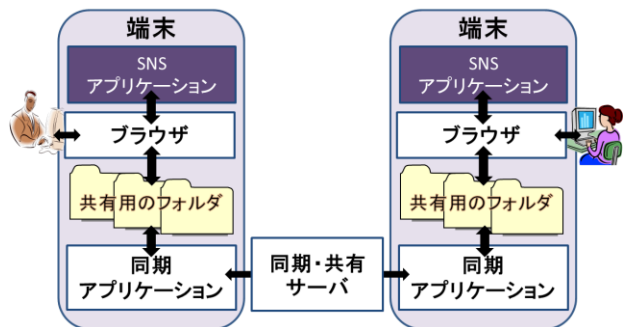 端末
SNS
アプリケーション
ブラウザ
共有用のフォルダ
同期
アプリケーション
同期・共有
サーバ
端末
SNS
アプリケーション
ブラウザ
共有用のフォルダ
同期
アプリケーション